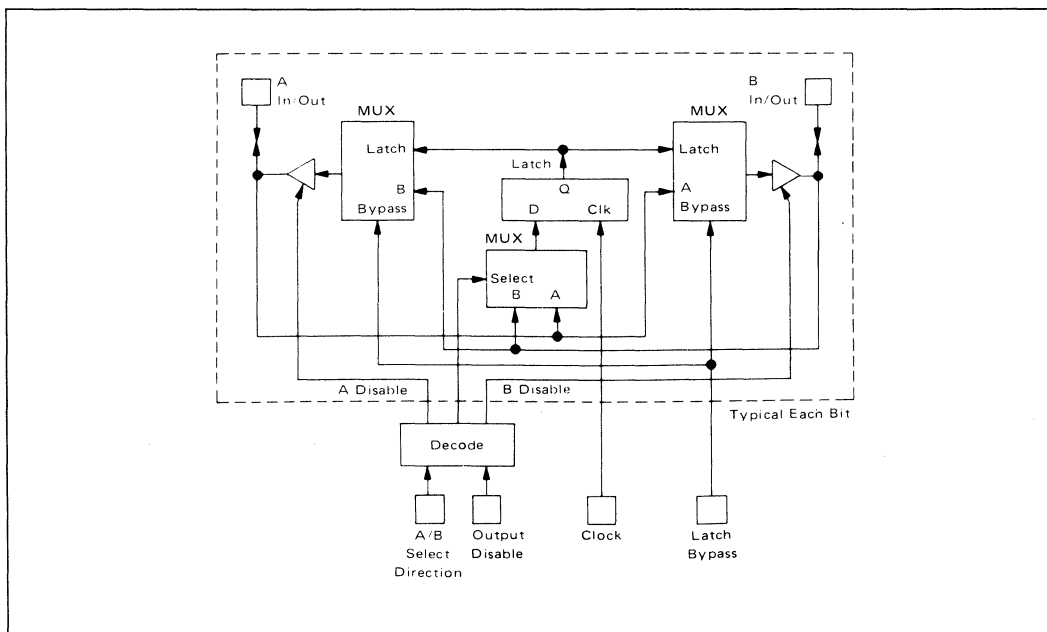 A
In/Out
B
In/Out
MUX
MUX
Latch
Latch
Latch
B
Bypass
Q
D
Clk
A
Bypass
MUX
Select
B
A
A Disable
B Disable
Typical Each Bit
Decode
A/B
Select
Direction
Output
Disable
Clock
Latch
Bypass